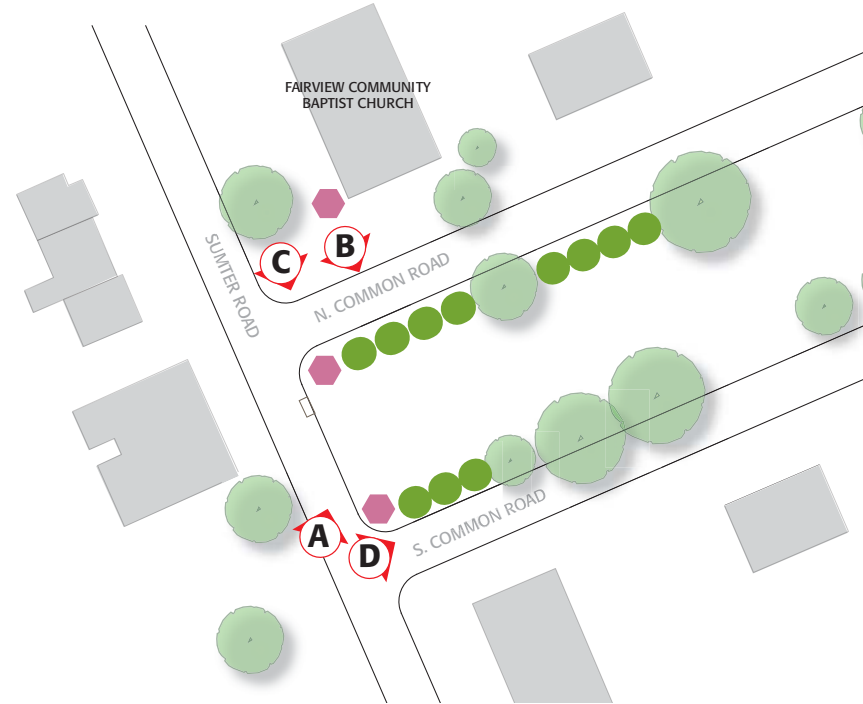 FAIRVIEW COMMUNITY
BAPTIST CHURCH
B
C
SUMTER ROAD
N. COMMON ROAD
A
D
S. COMMON ROAD